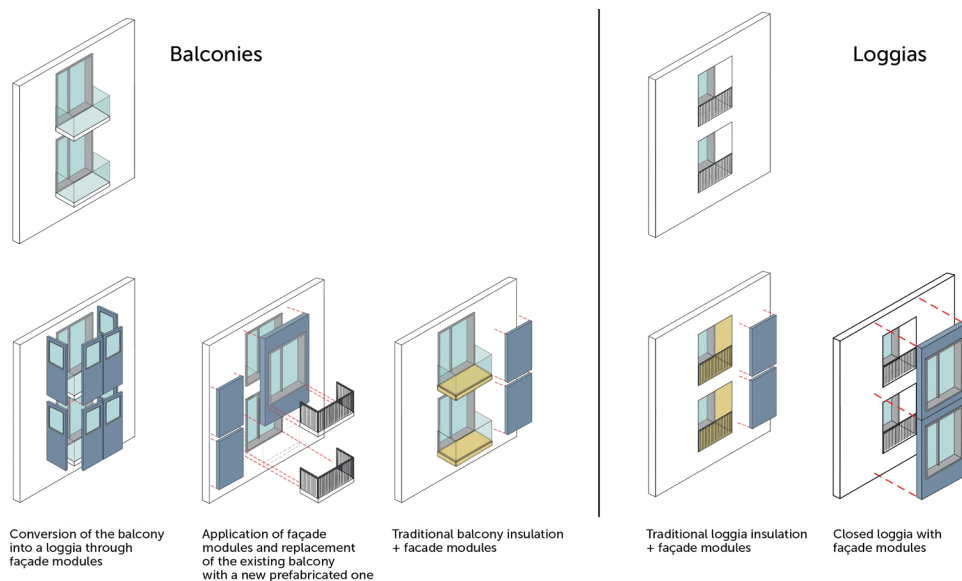 Balconies
Loggias
Conversion of the balcony
into a loggia through
façade modules
Application of façade
modules and replacement
of the existing balcony
with a new prefabricated one
Traditional balcony insulation
+ facade modules
Traditional loggia insulation
+ façade modules
Closed loggia with
façade modules